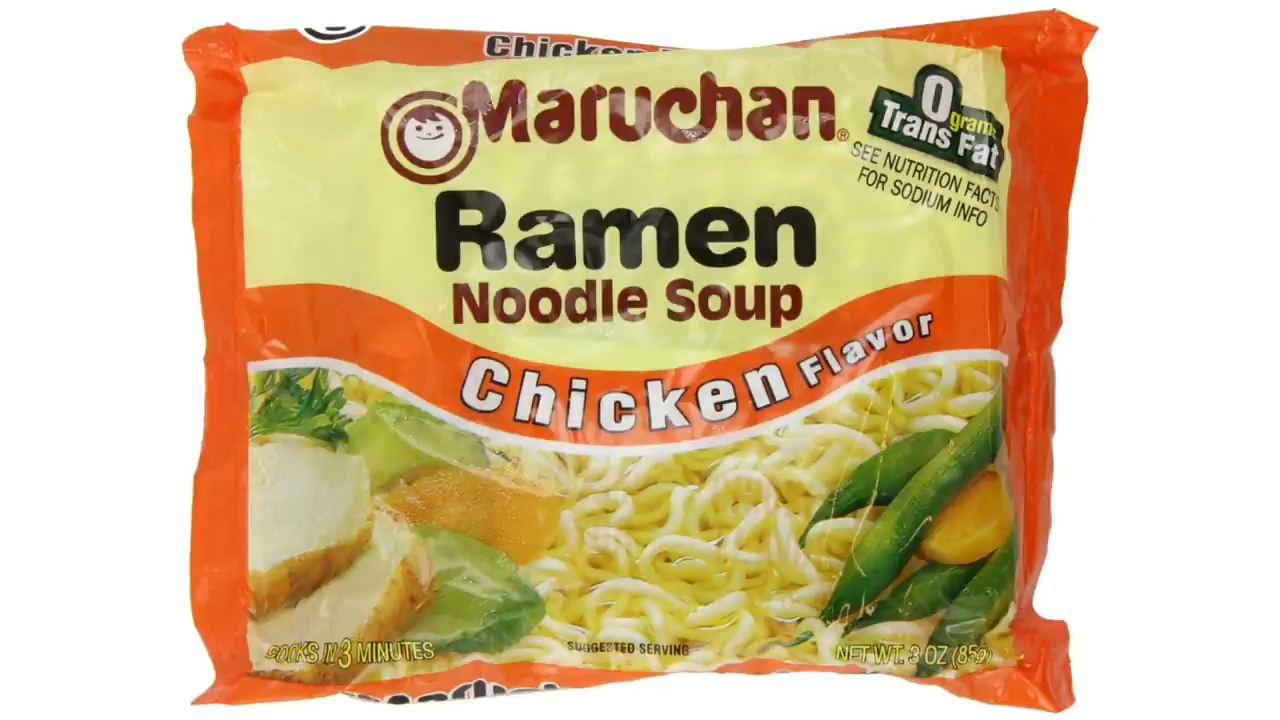 Chicken
Maruchan®
0 grams
Trans Fat
SEE NUTRITION FACTS
FOR SODIUM INFO
Ramen
Noodle Soup
Chicken Flavor
COOKS IN 3 MINUTES
SUGGESTED SERVING
NET WT. 3 OZ (85g)